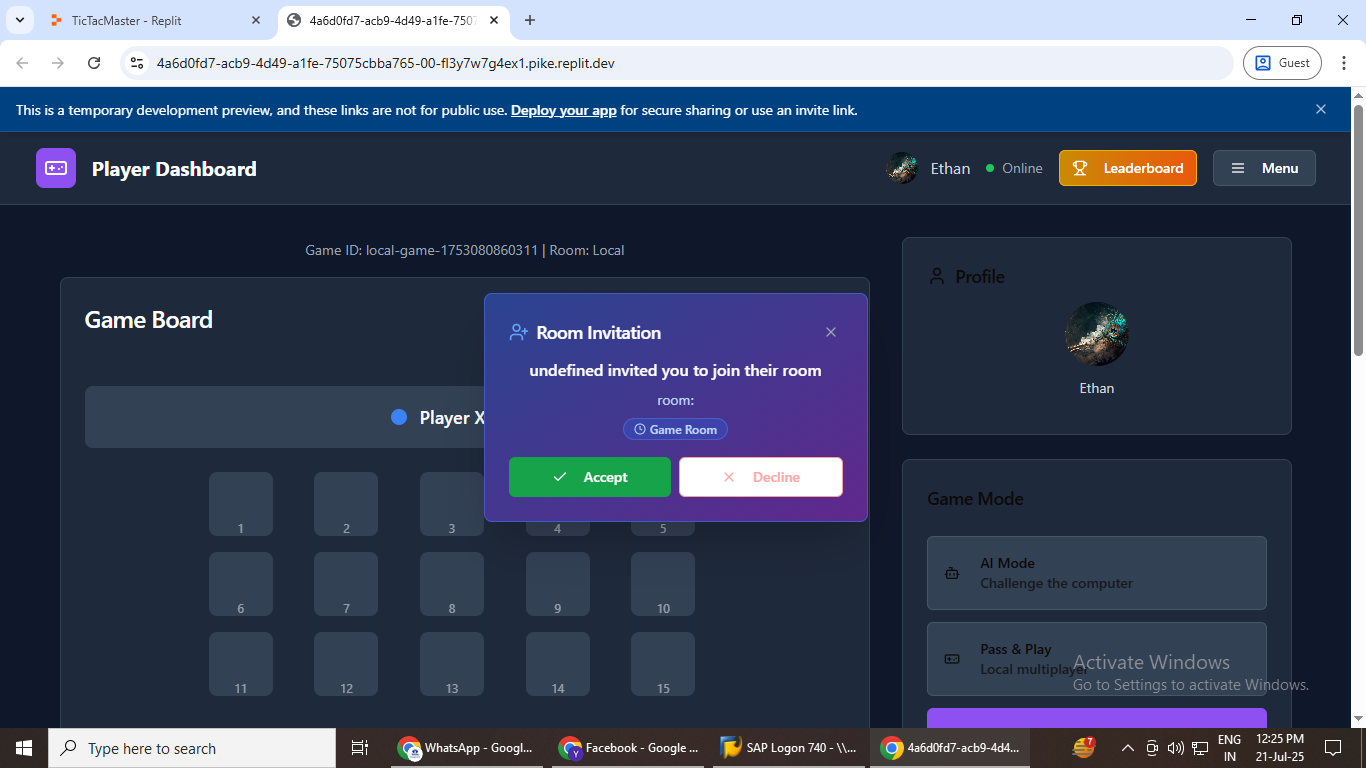 TicTacMaster - Replit
4a6d0fd7-acb9-4d49-a1fe-7507
4a6d0fd7-acb9-4d49-a1fe-75075cbba765-00-fl3y7w7g4ex1.pike.replit.dev
Guest
This is a temporary development preview, and these links are not for public use. Deploy your app for secure sharing or use an invite link.
Player Dashboard
Ethan
Online
Leaderboard
Menu
Game ID: local-game-1753080860311 | Room: Local
Game Board
Player X
Room Invitation
undefined invited you to join their room
room:
Game Room
Accept
Decline
1 2 3 4 5
6 7 8 9 10
11 12 13 14 15
Profile
Ethan
Game Mode
AI Mode
Challenge the computer
Pass & Play
Local multiplayer
Activate Windows
Go to Settings to activate Windows.
Type here to search
WhatsApp - Googl...
Facebook - Google ...
SAP Logon 740 - \\...
4a6d0fd7-acb9-4d4...
7
ENG
IN
12:25 PM
21-Jul-25